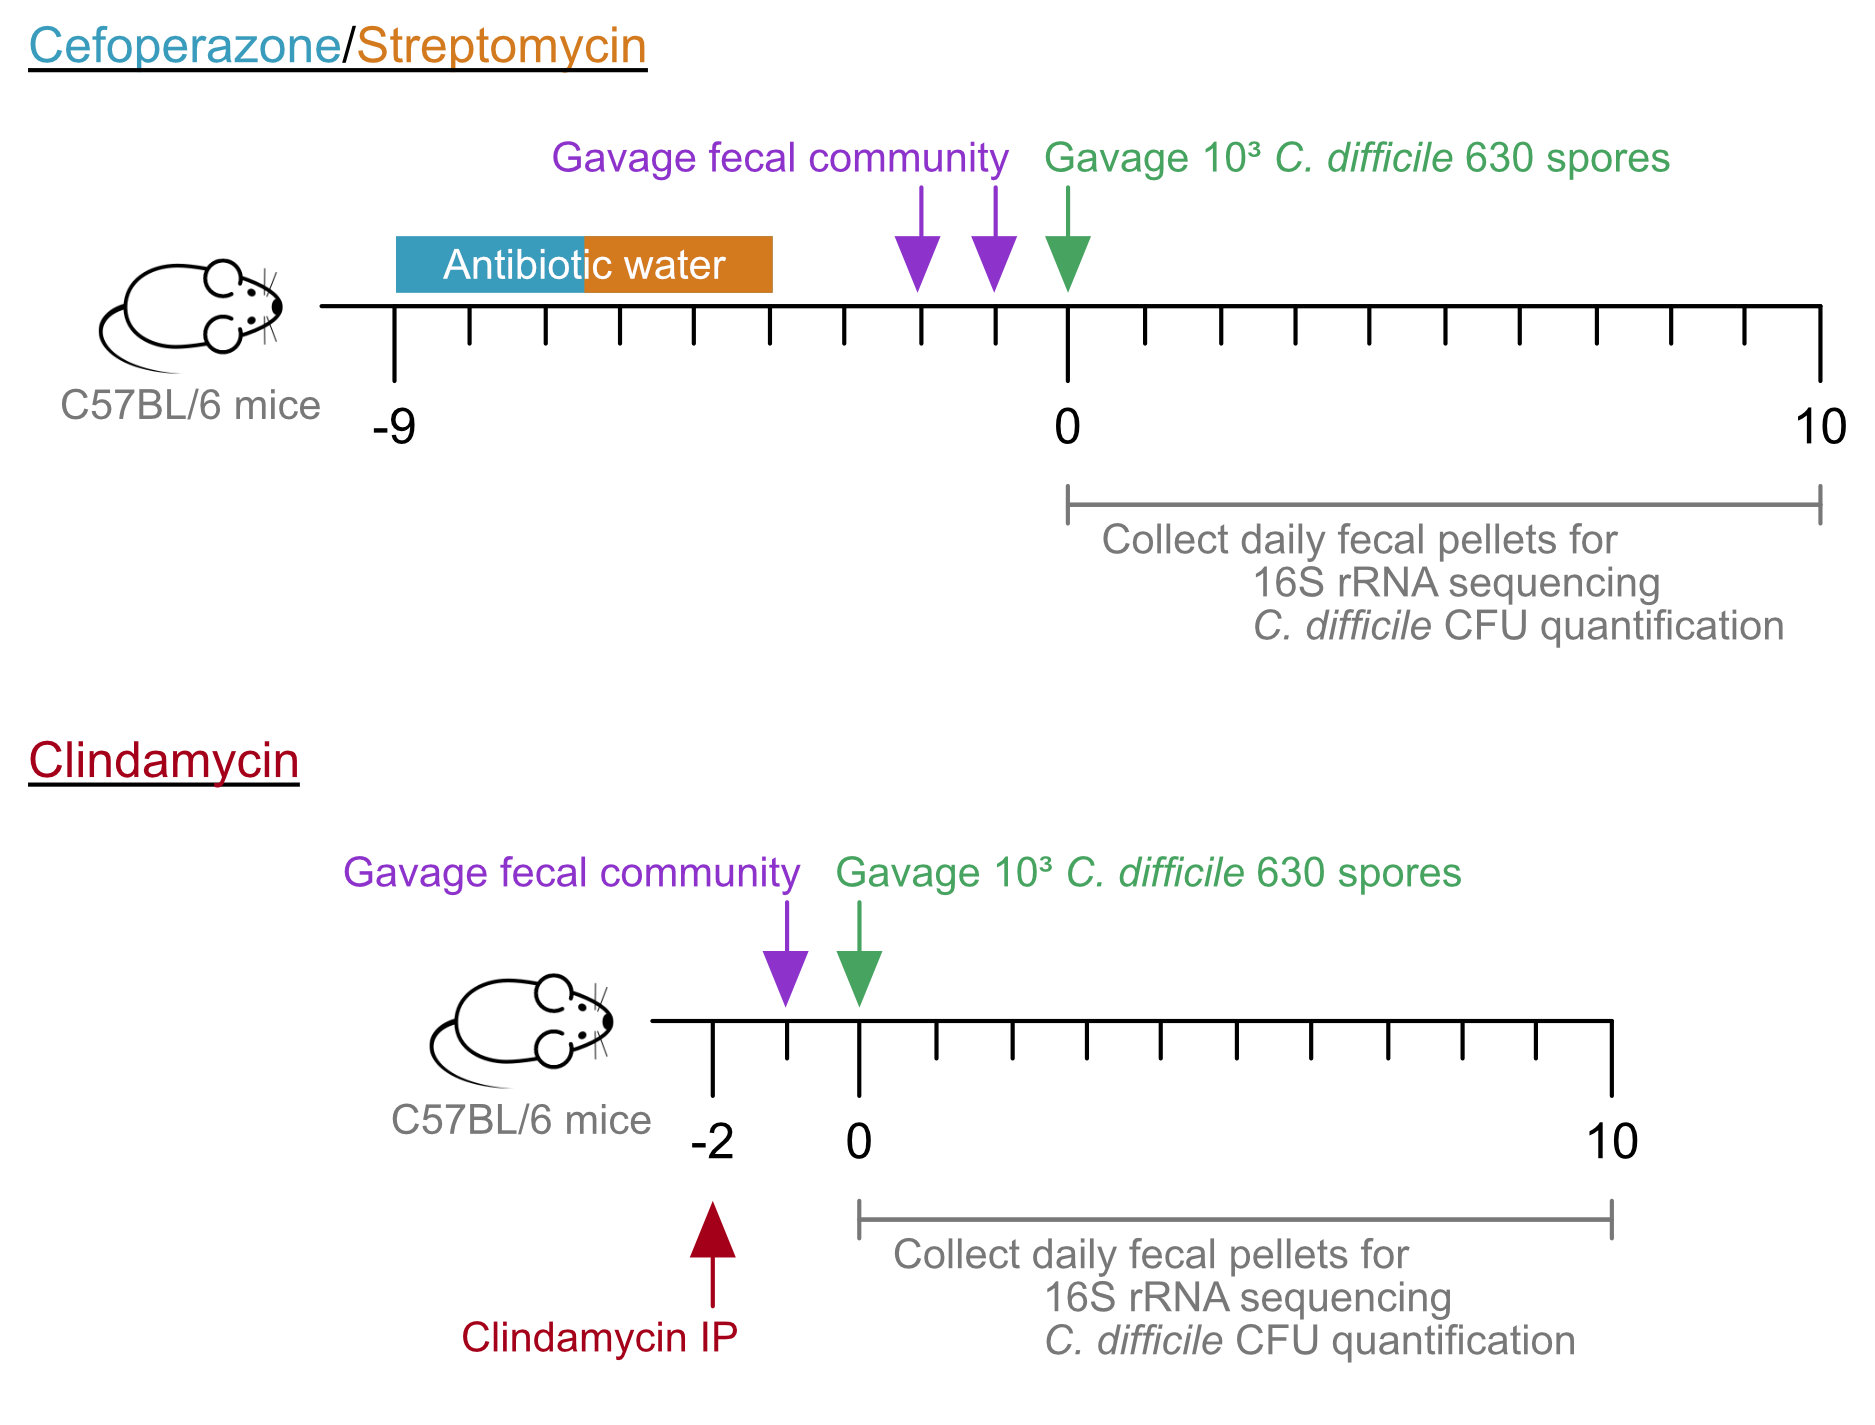 Cefoperazone/Streptomycin
Gavage fecal community
Gavage 10³ C. difficile 630 spores
Antibiotic water
C57BL/6 mice
-9
0
10
Collect daily fecal pellets for
16S rRNA sequencing
C. difficile CFU quantification
Clindamycin
Gavage fecal community
Gavage 10³ C. difficile 630 spores
C57BL/6 mice
-2
0
10
Collect daily fecal pellets for
16S rRNA sequencing
C. difficile CFU quantification
Clindamycin IP